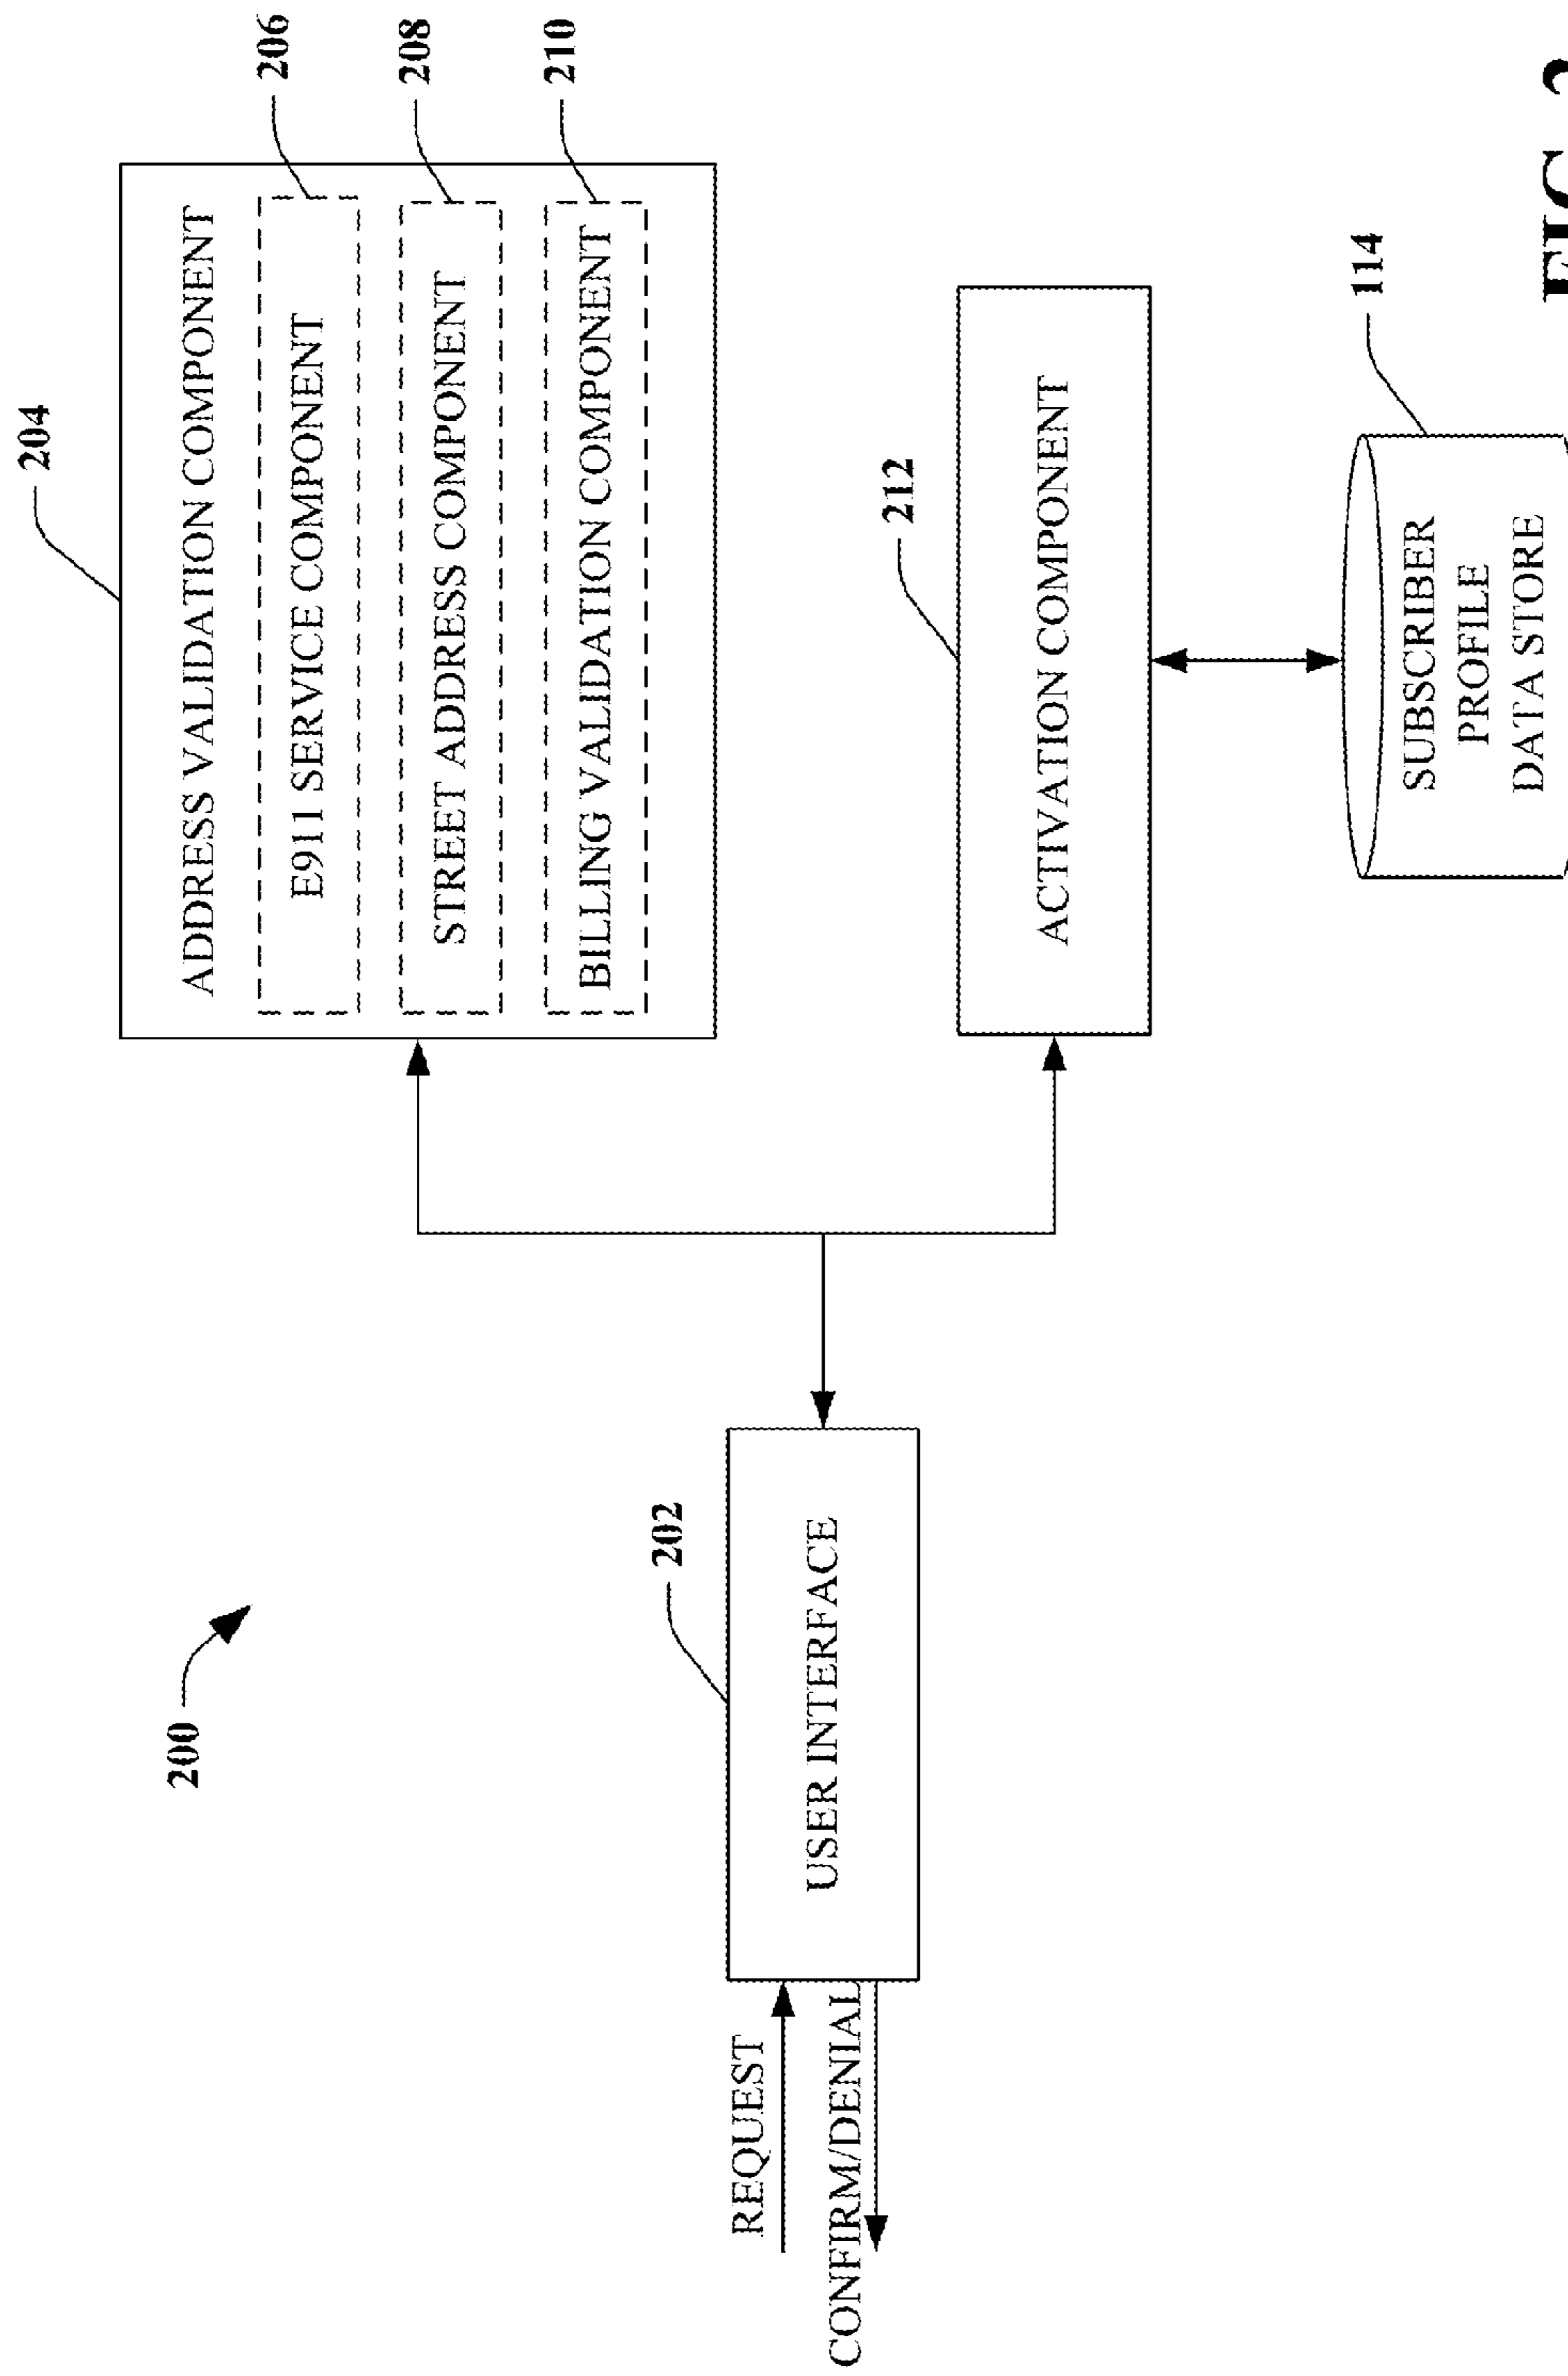 200
204
ADDRESS VALIDATION COMPONENT
E911 SERVICE COMPONENT
206
STREET ADDRESS COMPONENT
208
BILLING VALIDATION COMPONENT
210
202
REQUEST
CONFIRM/DENIAL
USER INTERFACE
212
ACTIVATION COMPONENT
114
SUBSCRIBER
PROFILE
DATA STORE
FIG.